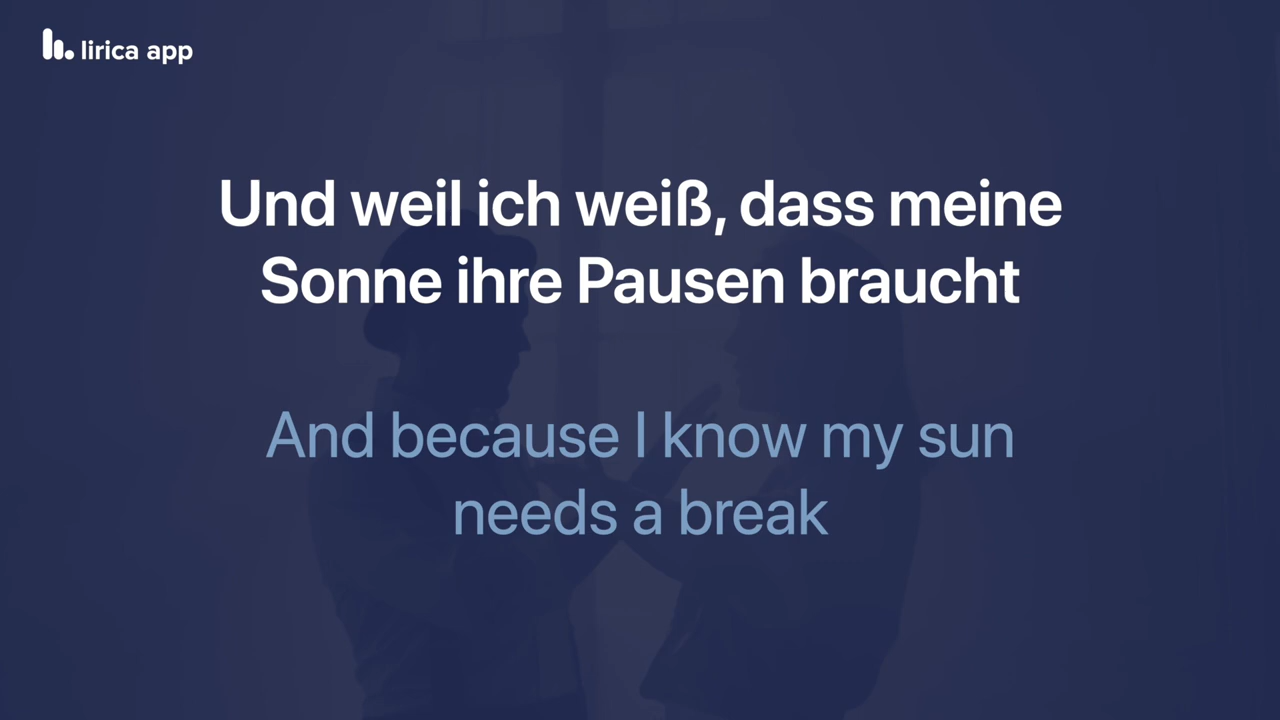 lirica app
Und weil ich weiß, dass meine
Sonne ihre Pausen braucht
And because I know my sun
needs a break